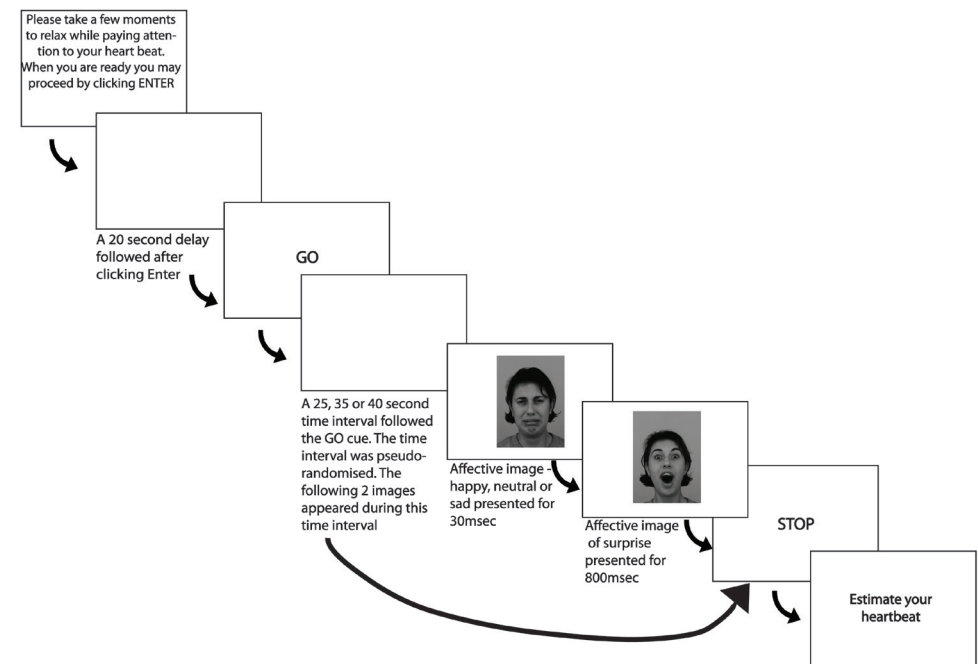 Please take a few moments
to relax while paying atten-
tion to your heart beat.
When you are ready you may
proceed by clicking ENTER
A 20 second delay
followed after
clicking Enter
GO
A 25, 35 or 40 second
time interval followed
the GO cue. The time
interval was pseudo-
randomised. The
following 2 images
appeared during this
time interval
Affective image -
happy, neutral or
sad presented for
30msec
Affective image
of surprise
presented for
800msec
STOP
Estimate your
heartbeat